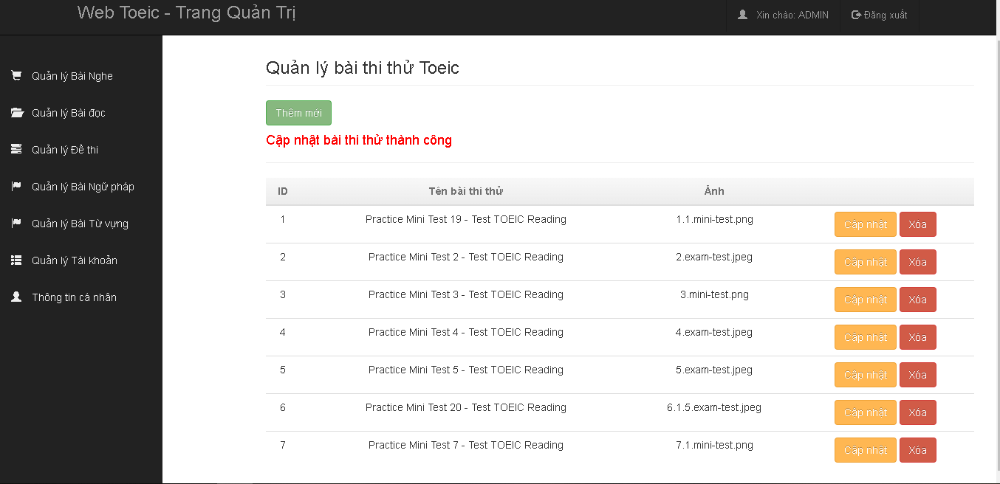 Web Toeic - Trang Quản Trị
Xin chào: ADMIN Đăng xuất
Quản lý Bài Nghe
Quản lý Bài đọc
Quản lý Đề thi
Quản lý Bài Ngữ pháp
Quản lý Bài Từ vựng
Quản lý Tài khoản
Thông tin cá nhân
Quản lý bài thi thử Toeic
Thêm mới
Cập nhật bài thi thử thành công
ID Tên bài thi thử Ảnh
1 Practice Mini Test 19 - Test TOEIC Reading 1.1.mini-test.png Cập nhật Xóa
2 Practice Mini Test 2 - Test TOEIC Reading 2.exam-test.jpeg Cập nhật Xóa
3 Practice Mini Test 3 - Test TOEIC Reading 3.mini-test.png Cập nhật Xóa
4 Practice Mini Test 4 - Test TOEIC Reading 4.exam-test.jpeg Cập nhật Xóa
5 Practice Mini Test 5 - Test TOEIC Reading 5.exam-test.jpeg Cập nhật Xóa
6 Practice Mini Test 20 - Test TOEIC Reading 6.1.5.exam-test.jpeg Cập nhật Xóa
7 Practice Mini Test 7 - Test TOEIC Reading 7.1.mini-test.png Cập nhật Xóa